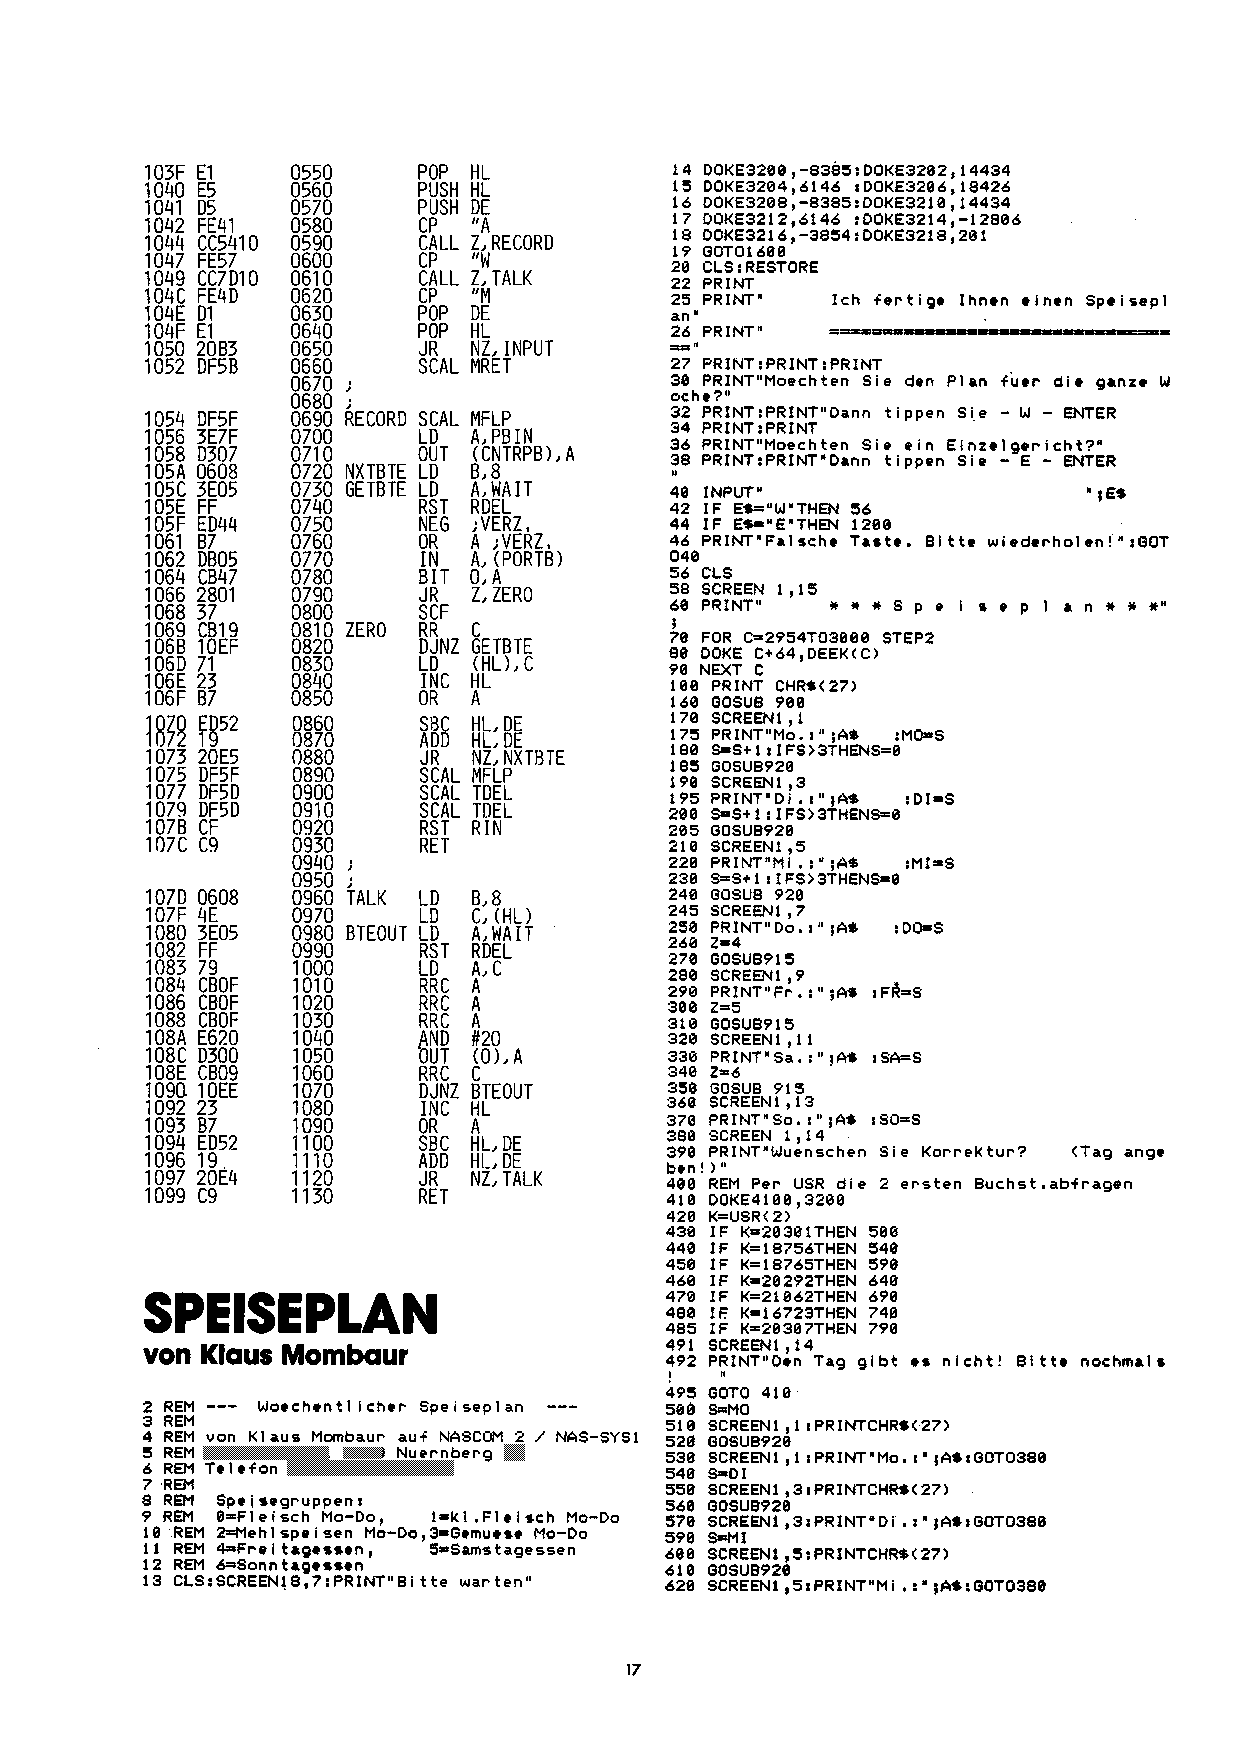 103F E1 0550 POP HL
1040 E5 0560 PUSH HL
1041 D5 0570 PUSH DE
1042 FE41 0580 CP "A
1044 CC5410 0590 CALL Z,RECORD
1047 FE57 0600 CP "W
1049 CC7D10 0610 CALL Z,TALK
104C FE4D 0620 CP "M
104E D1 0630 POP DE
104F E1 0640 POP HL
1050 20B3 0650 JR NZ,INPUT
1052 DF5B 0660 SCAL MRET
0670 ;
0680 ;
1054 DF5F 0690 RECORD SCAL MFLP
1056 3E7F 0700 LD A,PBIN
1058 D307 0710 OUT (CNTRPB),A
105A 0608 0720 NXTBTE LD B,8
105C 3E05 0730 GETBTE LD A,WAIT
105E FF 0740 RST RDEL
105F ED44 0750 NEG ;VERZ.
1061 B7 0760 OR A ;VERZ.
1062 DB05 0770 IN A,(PORTB)
1064 CB47 0780 BIT 0,A
1066 2801 0790 JR Z,ZERO
1068 37 0800 SCF
1069 CB19 0810 ZERO RR C
106B 10EF 0820 DJNZ GETBTE
106D 71 0830 LD (HL),C
106E 23 0840 INC HL
106F B7 0850 OR A
1070 ED52 0860 SBC HL,DE
1072 19 0870 ADD HL,DE
1073 20E5 0880 JR NZ,NXTBTE
1075 DF5F 0890 SCAL MFLP
1077 DF5D 0900 SCAL TDEL
1079 DF5D 0910 SCAL TDEL
107B CF 0920 RST RIN
107C C9 0930 RET
0940 ;
0950 ;
107D 0608 0960 TALK LD B,8
107F 4E 0970 LD C,(HL)
1080 3E05 0980 BTEOUT LD A,WAIT
1082 FF 0990 RST RDEL
1083 79 1000 LD A,C
1084 CB0F 1010 RRC A
1086 CB0F 1020 RRC A
1088 CB0F 1030 RRC A
108A E620 1040 AND #20
108C D300 1050 OUT (0),A
108E CB09 1060 RRC C
1090 10EE 1070 DJNZ BTEOUT
1092 23 1080 INC HL
1093 B7 1090 OR A
1094 ED52 1100 SBC HL,DE
1096 19 1110 ADD HL,DE
1097 20E4 1120 JR NZ,TALK
1099 C9 1130 RET
SPEISEPLAN
von Klaus Mombaur
2 REM --- Woechentlicher Speiseplan ---
3 REM
4 REM von Klaus Mombaur auf NASCOM 2 / NAS-SYS1
5 REM Nuernberg
6 REM Telefon
7 REM
8 REM Speisegruppen:
9 REM 0=Fleisch Mo-Do, 1=Kl.Fleisch Mo-Do
10 REM 2=Mehlspeisen Mo-Do,3=Gemuese Mo-Do
11 REM 4=Freitagessen, 5=Samstagessen
12 REM 6=Sonntagessen
13 CLS:SCREEN18,7:PRINT"Bitte warten"
14 DOKE3200,-8385:DOKE3202,14434
15 DOKE3204,6146 :DOKE3206,18426
16 DOKE3208,-8385:DOKE3210,14434
17 DOKE3212,6146 :DOKE3214,-12806
18 DOKE3216,-3854:DOKE3218,201
19 GOTO1600
20 CLS:RESTORE
22 PRINT
25 PRINT" Ich fertige Ihnen einen Speisepl
an"
26 PRINT" ================================
=="
27 PRINT:PRINT:PRINT
30 PRINT"Moechten Sie den Plan fuer die ganze W
oche?"
32 PRINT:PRINT"Dann tippen Sie - W - ENTER
34 PRINT:PRINT
36 PRINT"Moechten Sie ein Einzelgericht?"
38 PRINT:PRINT"Dann tippen Sie - E - ENTER
"
40 INPUT" ";E$
42 IF E$="W"THEN 56
44 IF E$="E"THEN 1200
46 PRINT"Falsche Taste. Bitte wiederholen!":GOT
O40
56 CLS
58 SCREEN 1,15
60 PRINT" * * * S p e i s e p l a n * * *"
;
70 FOR C=2954TO3000 STEP2
80 DOKE C+64,DEEK(C)
90 NEXT C
100 PRINT CHR$(27)
160 GOSUB 900
170 SCREEN1,1
175 PRINT"Mo.:";A$ :MO=S
180 S=S+1:IFS>3THENS=0
185 GOSUB920
190 SCREEN1,3
195 PRINT"Di.:";A$ :DI=S
200 S=S+1:IFS>3THENS=0
205 GOSUB920
210 SCREEN1,5
220 PRINT"Mi.:";A$ :MI=S
230 S=S+1:IFS>3THENS=0
240 GOSUB 920
245 SCREEN1,7
250 PRINT"Do.:";A$ :DO=S
260 Z=4
270 GOSUB915
280 SCREEN1,9
290 PRINT"Fr.:";A$ :FR=S
300 Z=5
310 GOSUB915
320 SCREEN1,11
330 PRINT"Sa.:";A$ :SA=S
340 Z=6
350 GOSUB 915
360 SCREEN1,13
370 PRINT"So.:";A$ :SO=S
380 SCREEN 1,14
390 PRINT"Wuenschen Sie Korrektur? (Tag ange
ben!)"
400 REM Per USR die 2 ersten Buchst.abfragen
410 DOKE4100,3200
420 K=USR(2)
430 IF K=20301THEN 500
440 IF K=18756THEN 540
450 IF K=18765THEN 590
460 IF K=20292THEN 640
470 IF K=21062THEN 690
480 IF K=16723THEN 740
485 IF K=20307THEN 790
491 SCREEN1,14
492 PRINT"Den Tag gibt es nicht! Bitte nochmals
! "
495 GOTO 410
500 S=MO
510 SCREEN1,1:PRINTCHR$(27)
520 GOSUB920
530 SCREEN1,1:PRINT"Mo.:";A$:GOTO380
540 S=DI
550 SCREEN1,3:PRINTCHR$(27)
560 GOSUB920
570 SCREEN1,3:PRINT"Di.:";A$:GOTO380
590 S=MI
600 SCREEN1,5:PRINTCHR$(27)
610 GOSUB920
620 SCREEN1,5:PRINT"Mi.:";A$:GOTO380
17